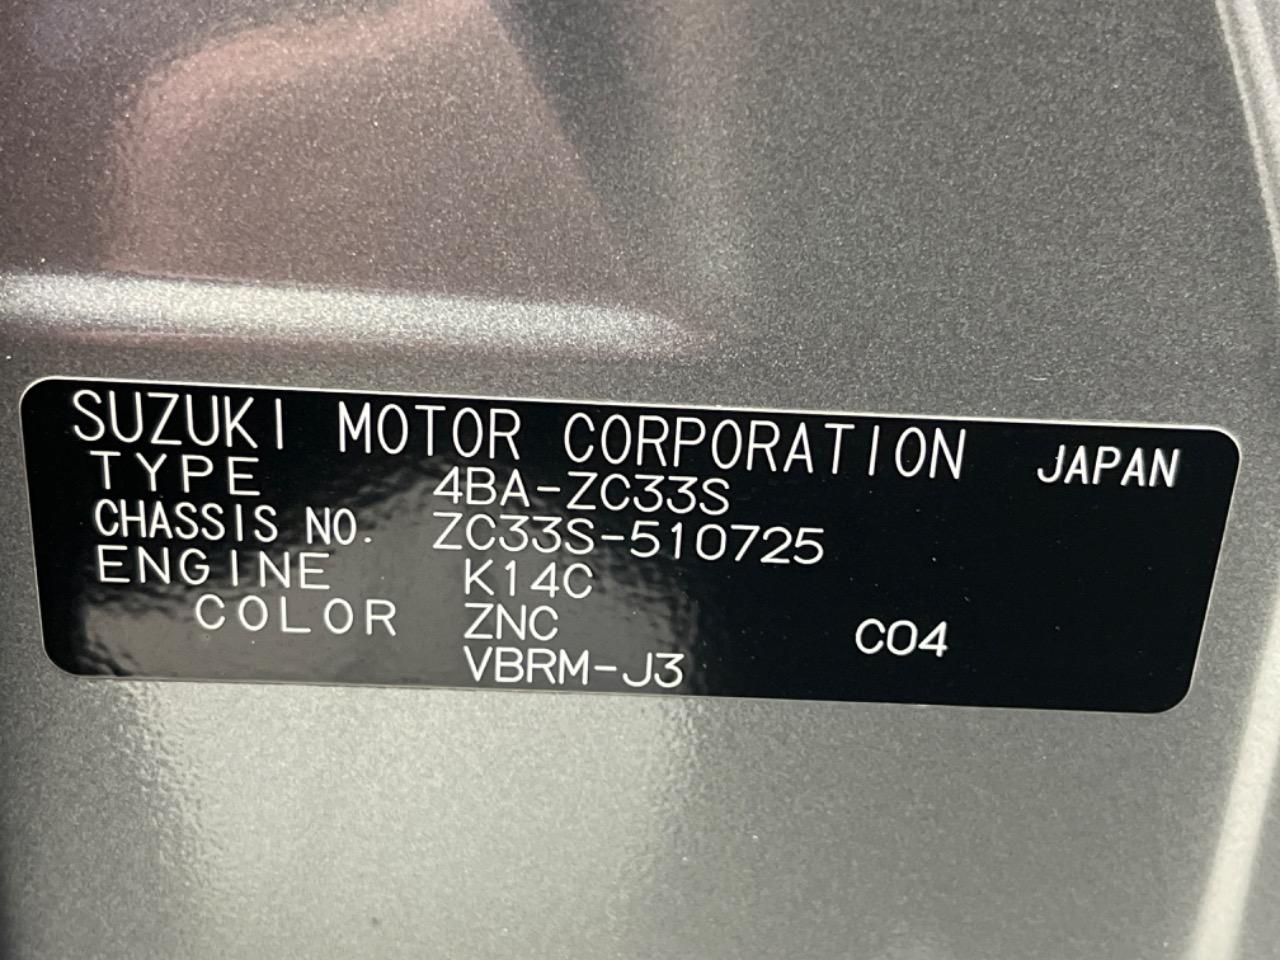 SUZUKI MOTOR CORPORATION JAPAN
TYPE 4BA-ZC33S
CHASSIS NO. ZC33S-510725
ENGINE K14C
COLOR ZNC C04
VBRM-J3